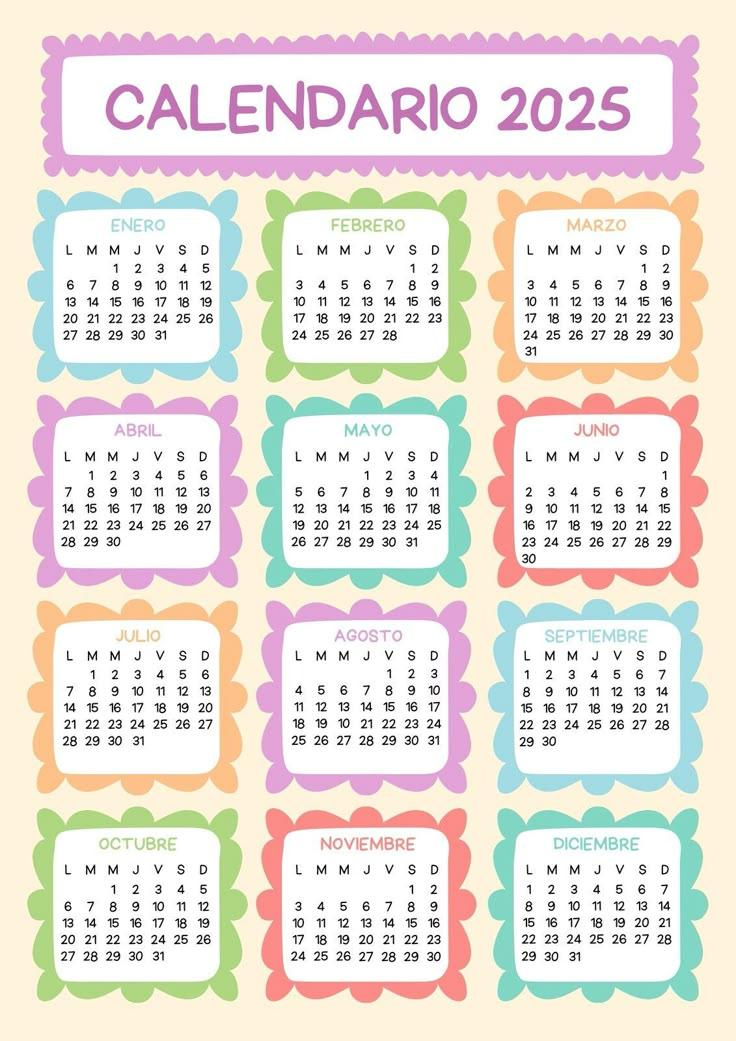 CALENDARIO 2025
ENERO
L M M J V S D
1 2 3 4 5
6 7 8 9 10 11 12
13 14 15 16 17 18 19
20 21 22 23 24 25 26
27 28 29 30 31
FEBRERO
L M M J V S D
1 2
3 4 5 6 7 8 9
10 11 12 13 14 15 16
17 18 19 20 21 22 23
24 25 26 27 28
MARZO
L M M J V S D
1 2
3 4 5 6 7 8 9
10 11 12 13 14 15 16
17 18 19 20 21 22 23
24 25 26 27 28 29 30
31
ABRIL
L M M J V S D
1 2 3 4 5 6
7 8 9 10 11 12 13
14 15 16 17 18 19 20
21 22 23 24 25 26 27
28 29 30
MAYO
L M M J V S D
1 2 3 4
5 6 7 8 9 10 11
12 13 14 15 16 17 18
19 20 21 22 23 24 25
26 27 28 29 30 31
JUNIO
L M M J V S D
1
2 3 4 5 6 7 8
9 10 11 12 13 14 15
16 17 18 19 20 21 22
23 24 25 26 27 28 29
30
JULIO
L M M J V S D
1 2 3 4 5 6
7 8 9 10 11 12 13
14 15 16 17 18 19 20
21 22 23 24 25 26 27
28 29 30 31
AGOSTO
L M M J V S D
1 2 3
4 5 6 7 8 9 10
11 12 13 14 15 16 17
18 19 20 21 22 23 24
25 26 27 28 29 30 31
SEPTIEMBRE
L M M J V S D
1 2 3 4 5 6 7
8 9 10 11 12 13 14
15 16 17 18 19 20 21
22 23 24 25 26 27 28
29 30
OCTUBRE
L M M J V S D
1 2 3 4 5
6 7 8 9 10 11 12
13 14 15 16 17 18 19
20 21 22 23 24 25 26
27 28 29 30 31
NOVIEMBRE
L M M J V S D
1 2
3 4 5 6 7 8 9
10 11 12 13 14 15 16
17 18 19 20 21 22 23
24 25 26 27 28 29 30
DICIEMBRE
L M M J V S D
1 2 3 4 5 6 7
8 9 10 11 12 13 14
15 16 17 18 19 20 21
22 23 24 25 26 27 28
29 30 31